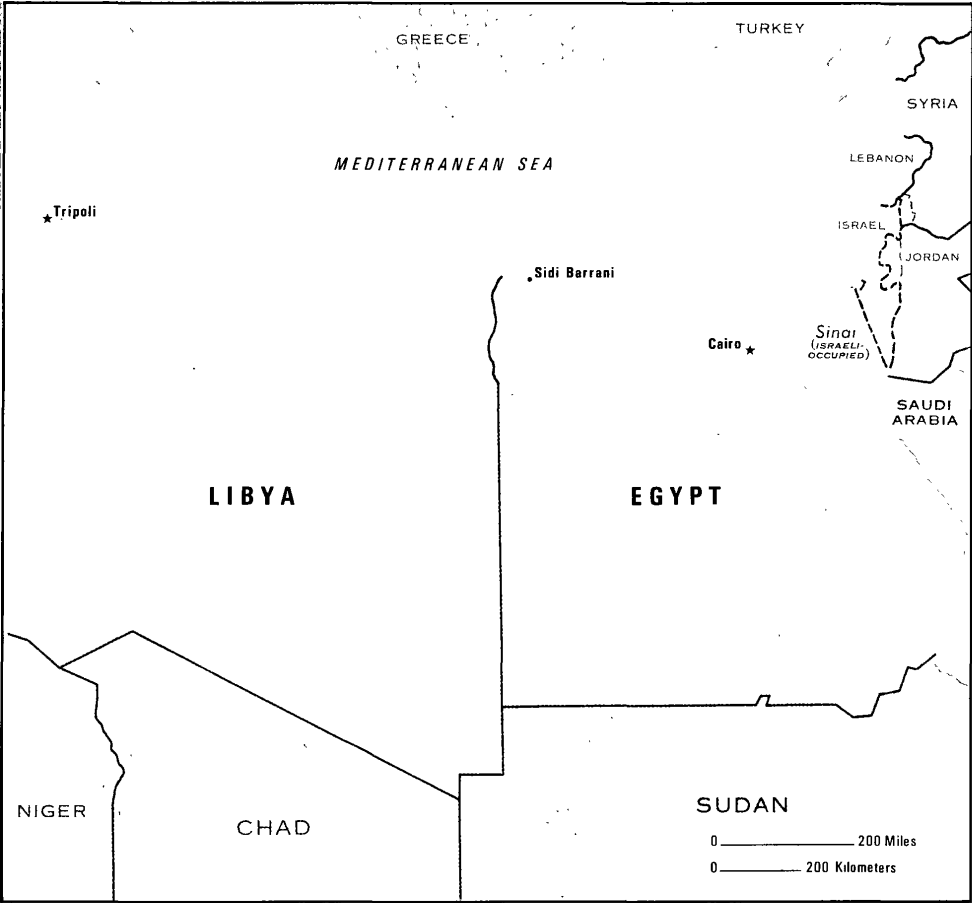 GREECE
TURKEY
SYRIA
MEDITERRANEAN SEA
LEBANON
Tripoli
ISRAEL
JORDAN
Sidi Barrani
Sinai
(ISRAELI-
OCCUPIED)
Cairo
SAUDI
ARABIA
LIBYA
EGYPT
NIGER
CHAD
SUDAN
0 200 Miles
0 200 Kilometers